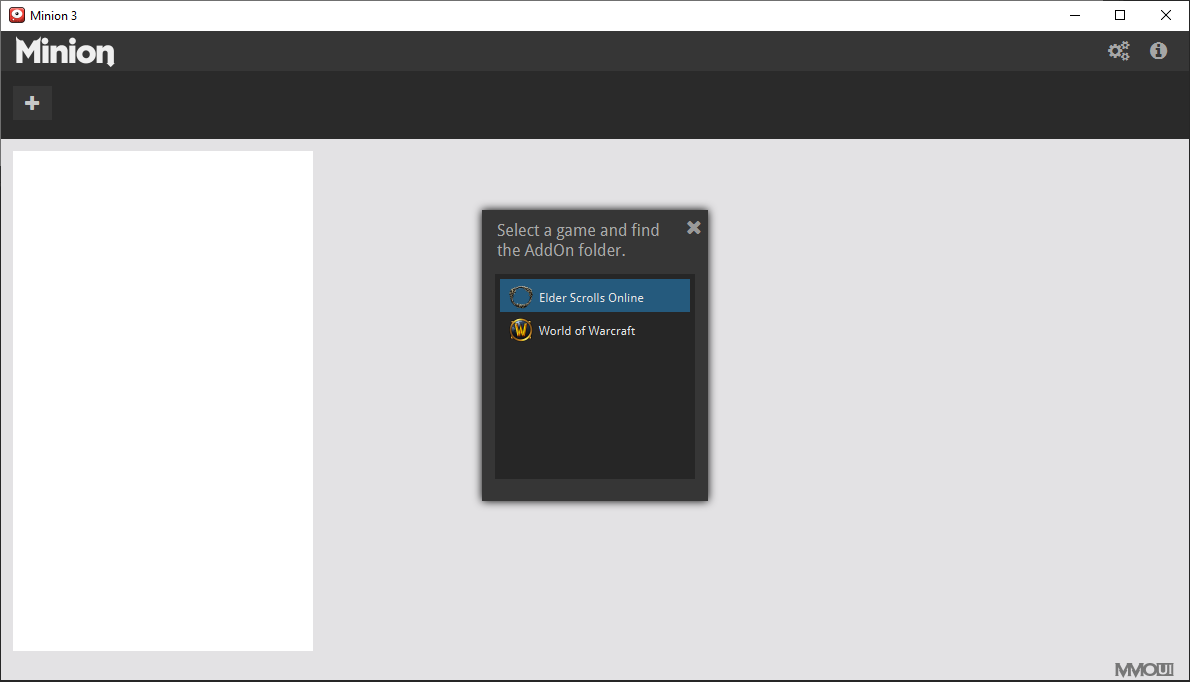 Minion 3
Minion
Select a game and find
the AddOn folder.
Elder Scrolls Online
World of Warcraft
MMOUI